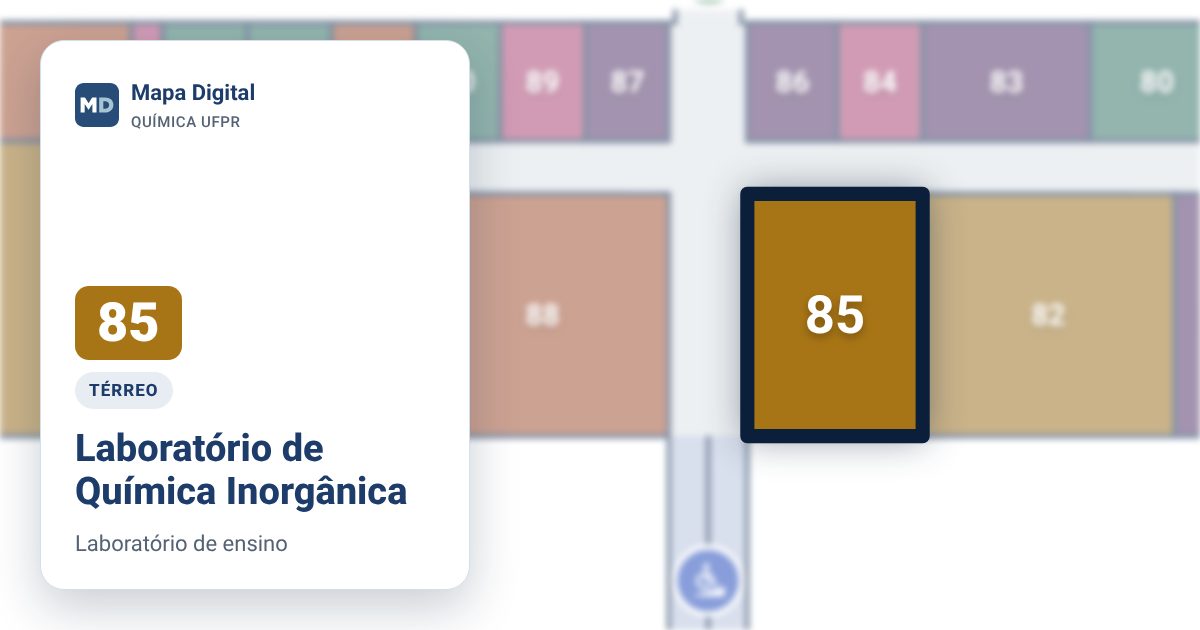 MD
Mapa Digital
QUÍMICA UFPR
85
TÉRREO
Laboratório de
Química Inorgânica
Laboratório de ensino
89
87
86
84
83
80
88
85
82